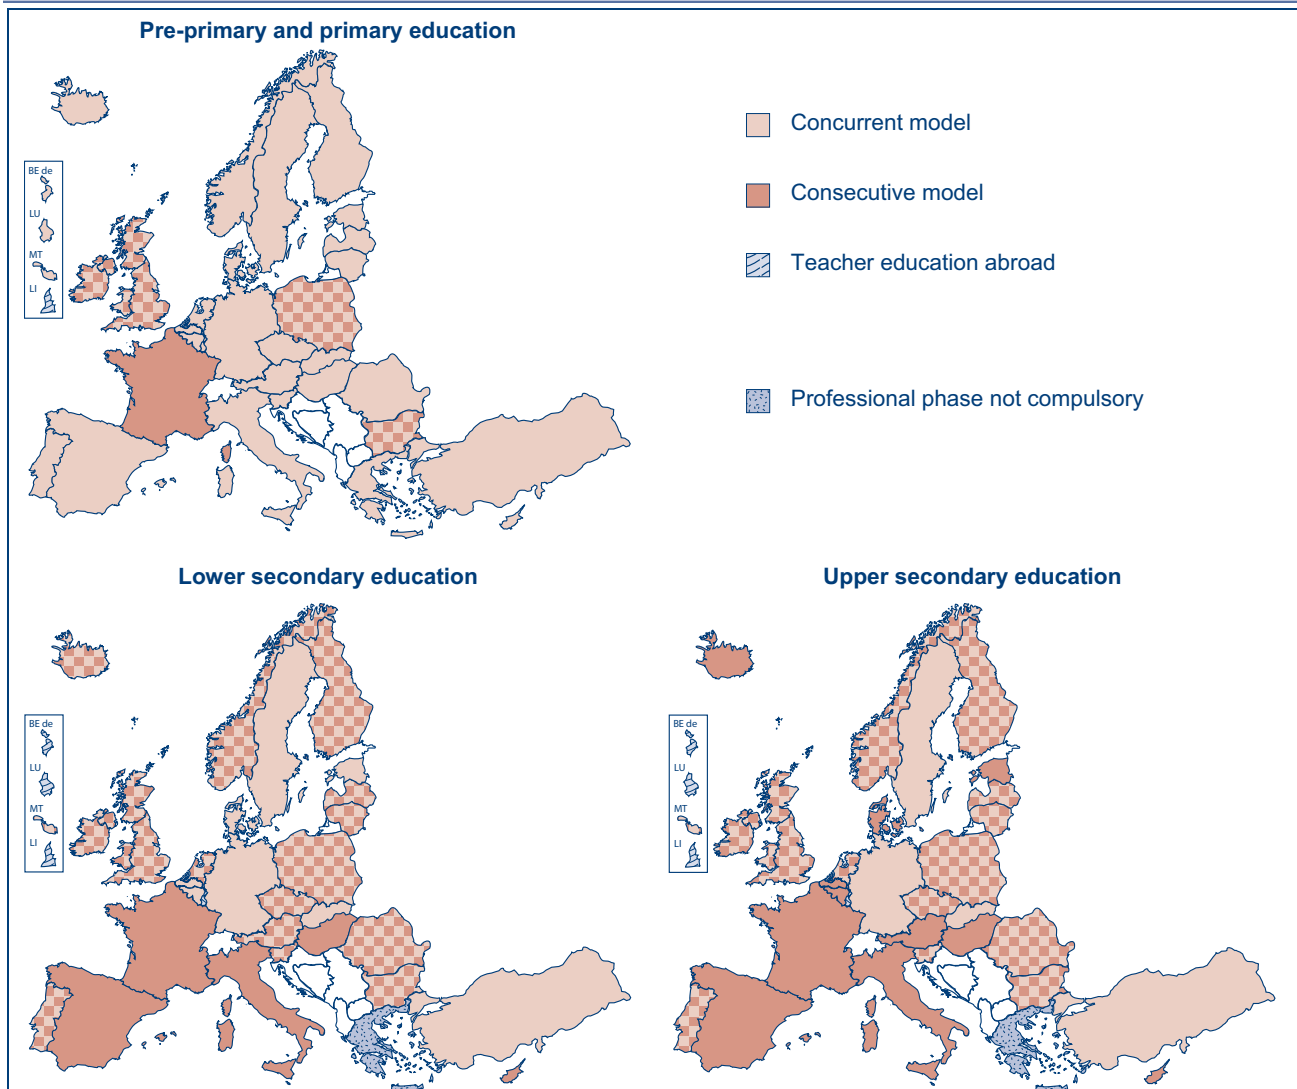 Pre-primary and primary education
BE de
LU
MT
LI
Concurrent model
Consecutive model
Teacher education abroad
Professional phase not compulsory
Lower secondary education
BE de
LU
MT
LI
Upper secondary education
BE de
LU
MT
LI